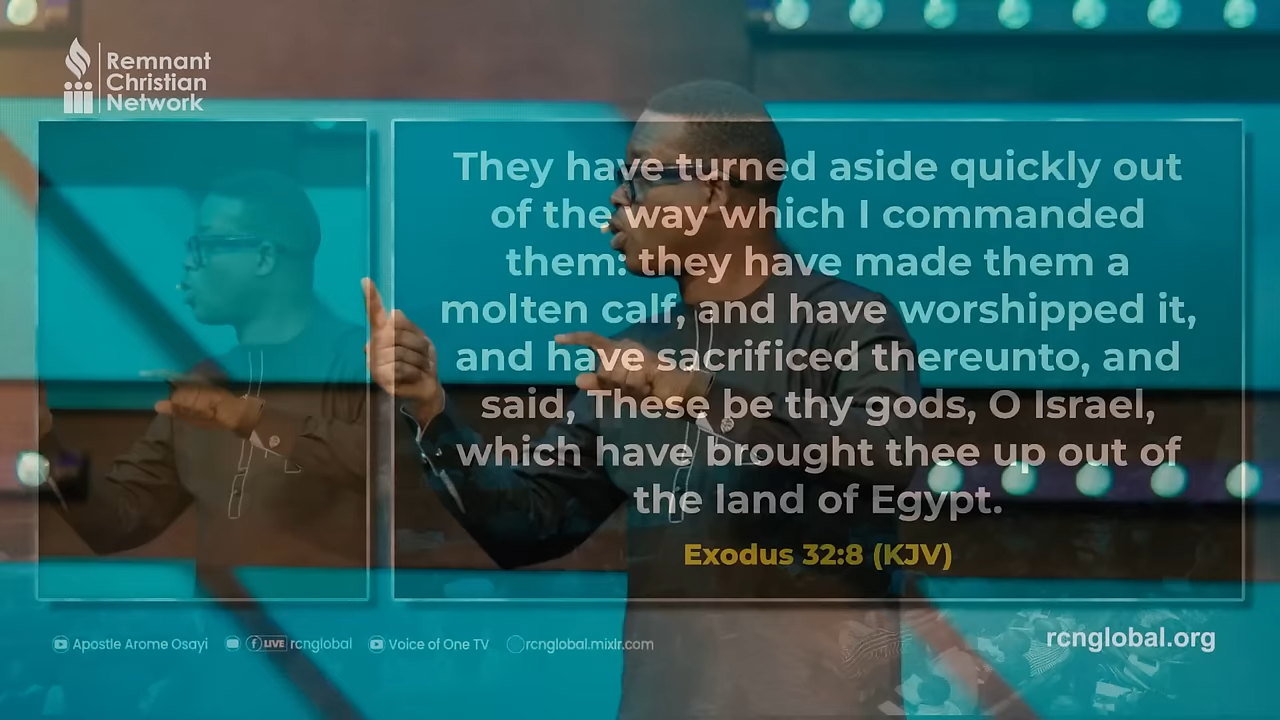 Remnant
Christian
Network
They have turned aside quickly out
of the way which I commanded
them: they have made them a
molten calf, and have worshipped it,
and have sacrificed thereunto, and
said, These be thy gods, O Israel,
which have brought thee up out of
the land of Egypt.
Exodus 32:8 (KJV)
Apostle Arome Osayi LIVE rcnglobal Voice of One TV rcnglobal.mixlr.com
rcnglobal.org